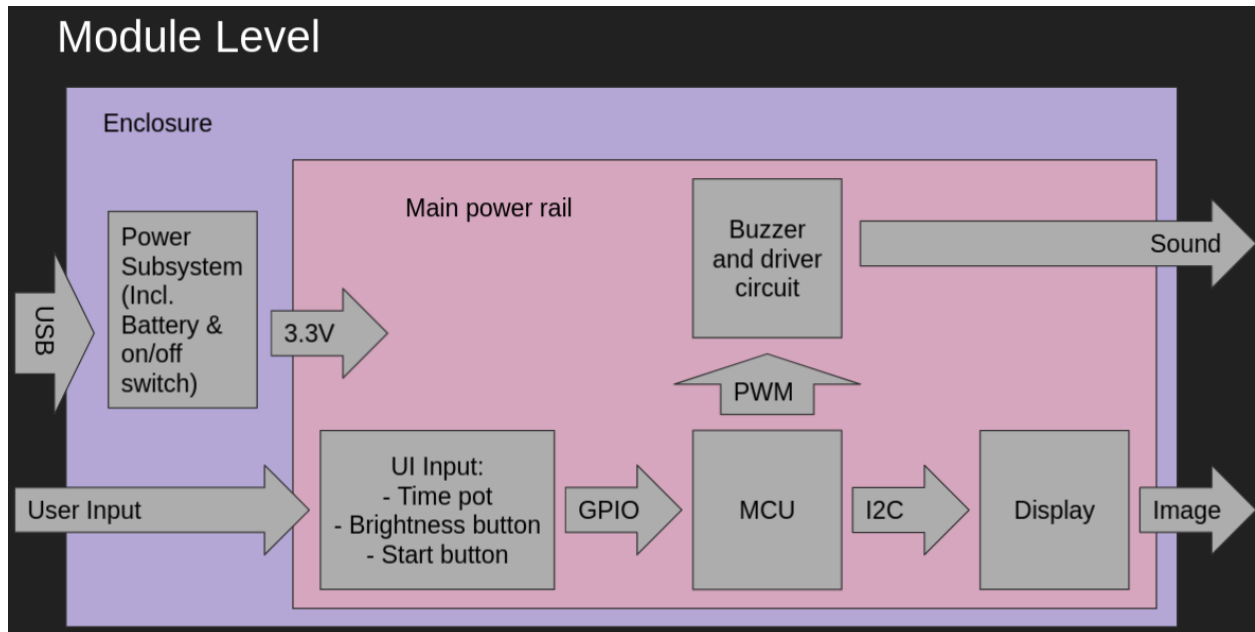 Module Level
Enclosure
Main power rail
Power
Subsystem
(Incl.
Battery &
on/off
switch)
USB
3.3V
Buzzer
and driver
circuit
Sound
PWM
User Input
UI Input:
- Time pot
- Brightness button
- Start button
GPIO
MCU
I2C
Display
Image